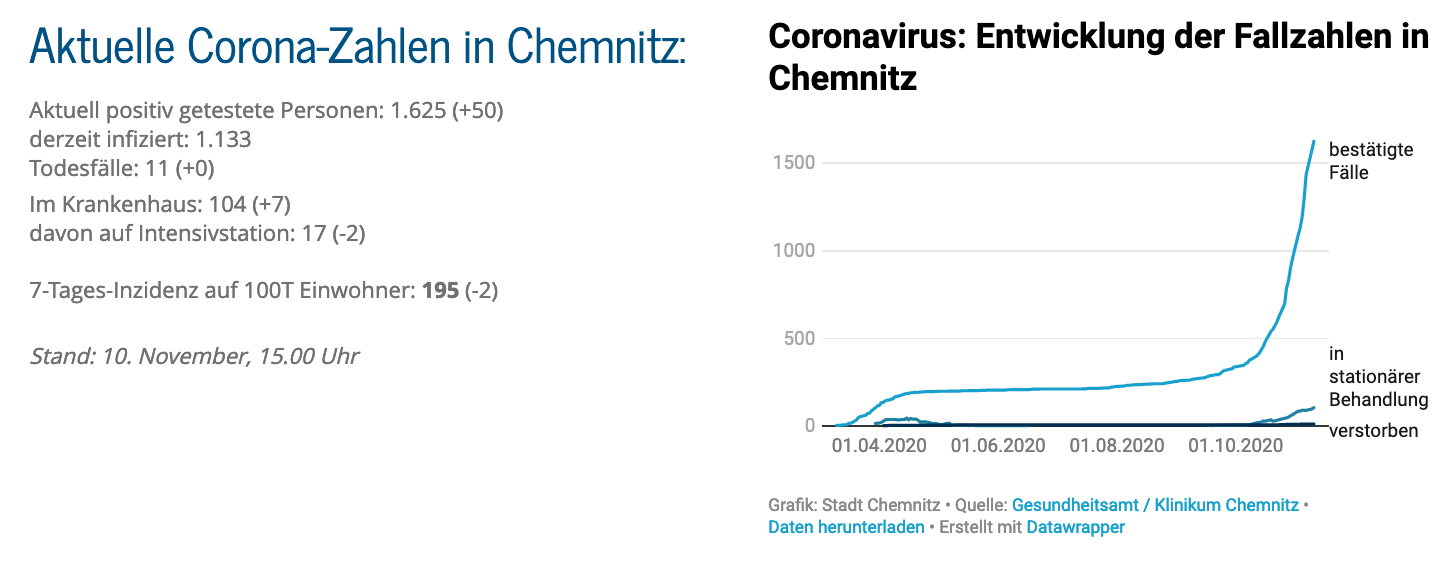 Aktuelle Corona-Zahlen in Chemnitz:
Aktuell positiv getestete Personen: 1.625 (+50)
derzeit infiziert: 1.133
Todesfälle: 11 (+0)
Im Krankenhaus: 104 (+7)
davon auf Intensivstation: 17 (-2)
7-Tages-Inzidenz auf 100T Einwohner: 195 (-2)
Stand: 10. November, 15.00 Uhr
Coronavirus: Entwicklung der Fallzahlen in
Chemnitz
1500
1000
500
0
bestätigte
Fälle
in
stationärer
Behandlung
verstorben
01.04.2020
01.06.2020
01.08.2020
01.10.2020
Grafik: Stadt Chemnitz • Quelle: Gesundheitsamt / Klinikum Chemnitz •
Daten herunterladen • Erstellt mit Datawrapper